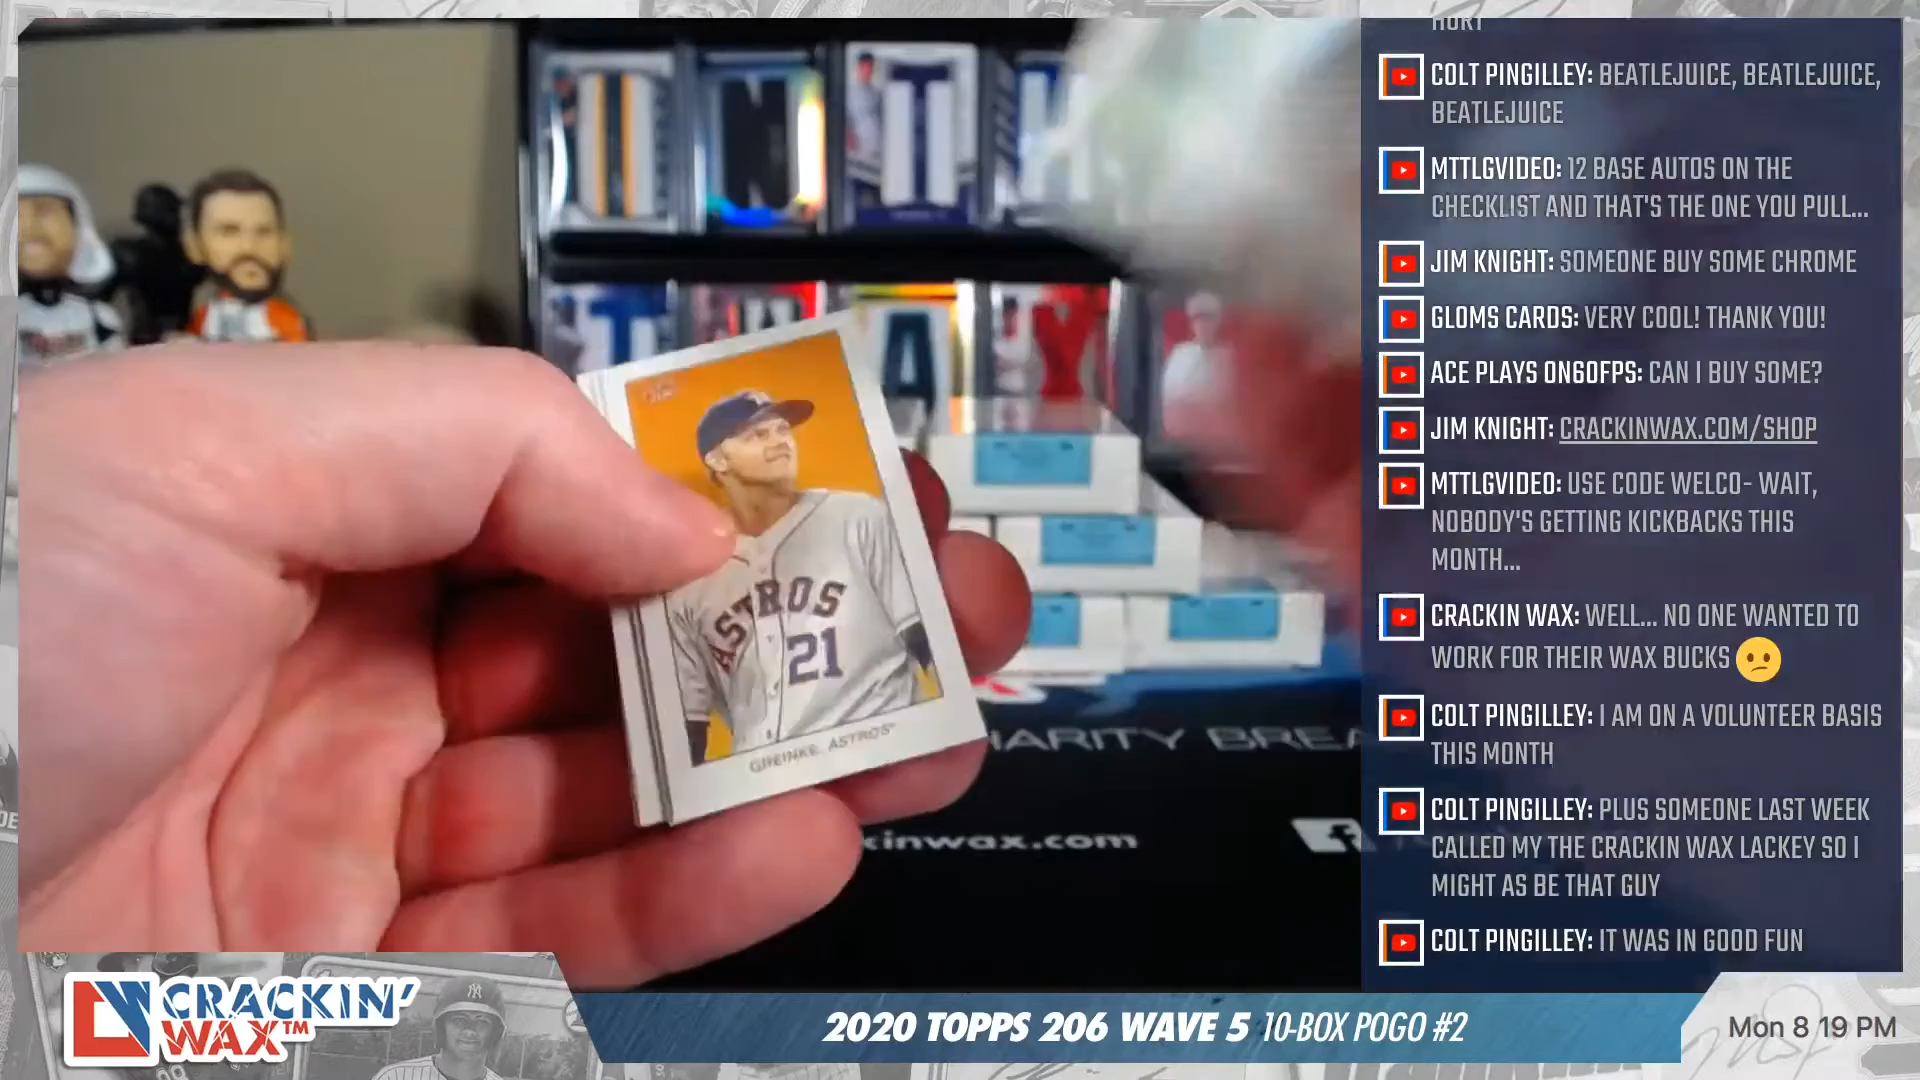 HURT
COLT PINGILLEY: BEATLEJUICE, BEATLEJUICE,
BEATLEJUICE
MTTLGVIDEO: 12 BASE AUTOS ON THE
CHECKLIST AND THAT'S THE ONE YOU PULL...
JIM KNIGHT: SOMEONE BUY SOME CHROME
GLOMS CARDS: VERY COOL! THANK YOU!
ACE PLAYS ON60FPS: CAN I BUY SOME?
JIM KNIGHT: CRACKINWAX.COM/SHOP
MTTLGVIDEO: USE CODE WELCO- WAIT,
NOBODY'S GETTING KICKBACKS THIS
MONTH...
CRACKIN WAX: WELL... NO ONE WANTED TO
WORK FOR THEIR WAX BUCKS 😕
COLT PINGILLEY: I AM ON A VOLUNTEER BASIS
THIS MONTH
COLT PINGILLEY: PLUS SOMEONE LAST WEEK
CALLED MY THE CRACKIN WAX LACKEY SO I
MIGHT AS BE THAT GUY
COLT PINGILLEY: IT WAS IN GOOD FUN
ASTROS
21
GREINKE, ASTROS
HARITY BREA
kinwax.com
CRACKIN'
WAX™
2020 TOPPS 206 WAVE 5 10-BOX POGO #2
Mon 8 19 PM